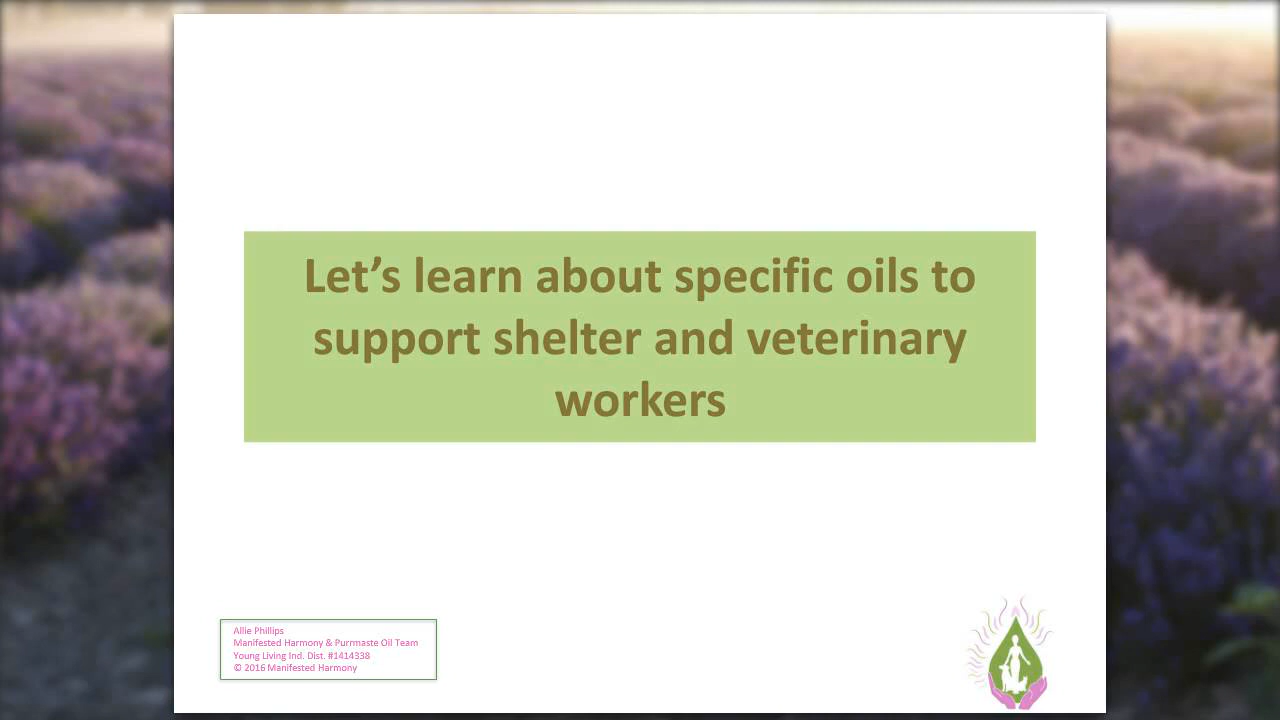 Let’s learn about specific oils to
support shelter and veterinary
workers
Allie Phillips
Manifested Harmony & Purrmaste Oil Team
Young Living Ind. Dist. #1414338
© 2016 Manifested Harmony